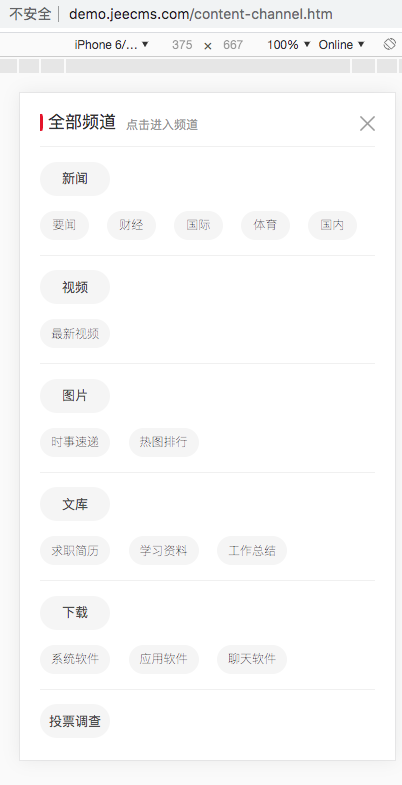 不安全 | demo.jeecms.com/content-channel.htm
iPhone 6/... ▼ 375 × 667 100% ▼ Online ▼
全部频道 点击进入频道
新闻
要闻 财经 国际 体育 国内
视频
最新视频
图片
时事速递 热图排行
文库
求职简历 学习资料 工作总结
下载
系统软件 应用软件 聊天软件
投票调查